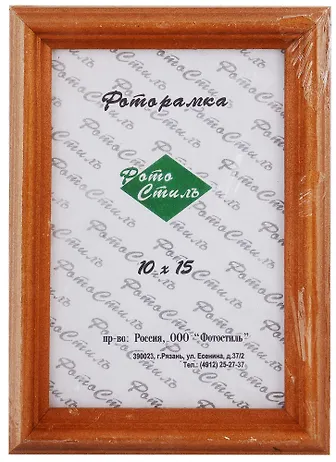 Фоторамка
Фото
Стиль
10 х 15
пр-во: Россия, ООО "Фотостиль"
390023, г.Рязань, ул. Есенина, д.37/2
Тел.: (4912) 25-27-37